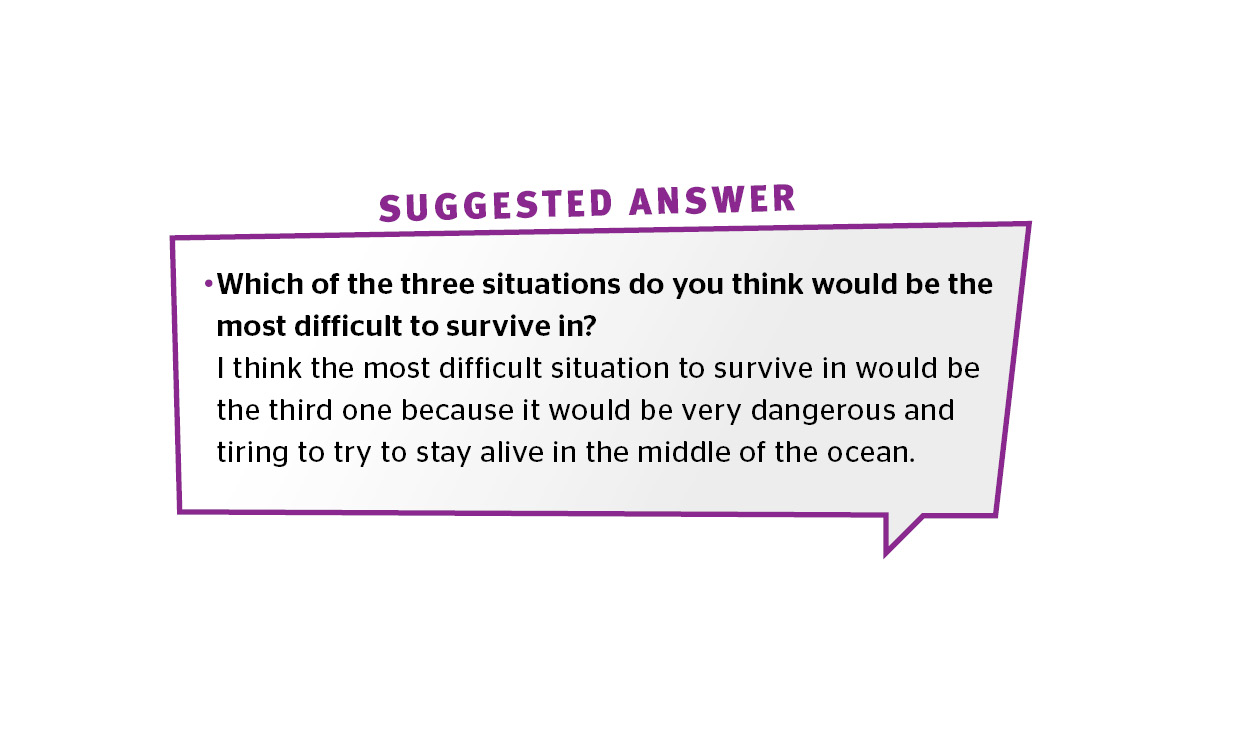 SUGGESTED ANSWER
•Which of the three situations do you think would be the
most difficult to survive in?
I think the most difficult situation to survive in would be
the third one because it would be very dangerous and
tiring to try to stay alive in the middle of the ocean.